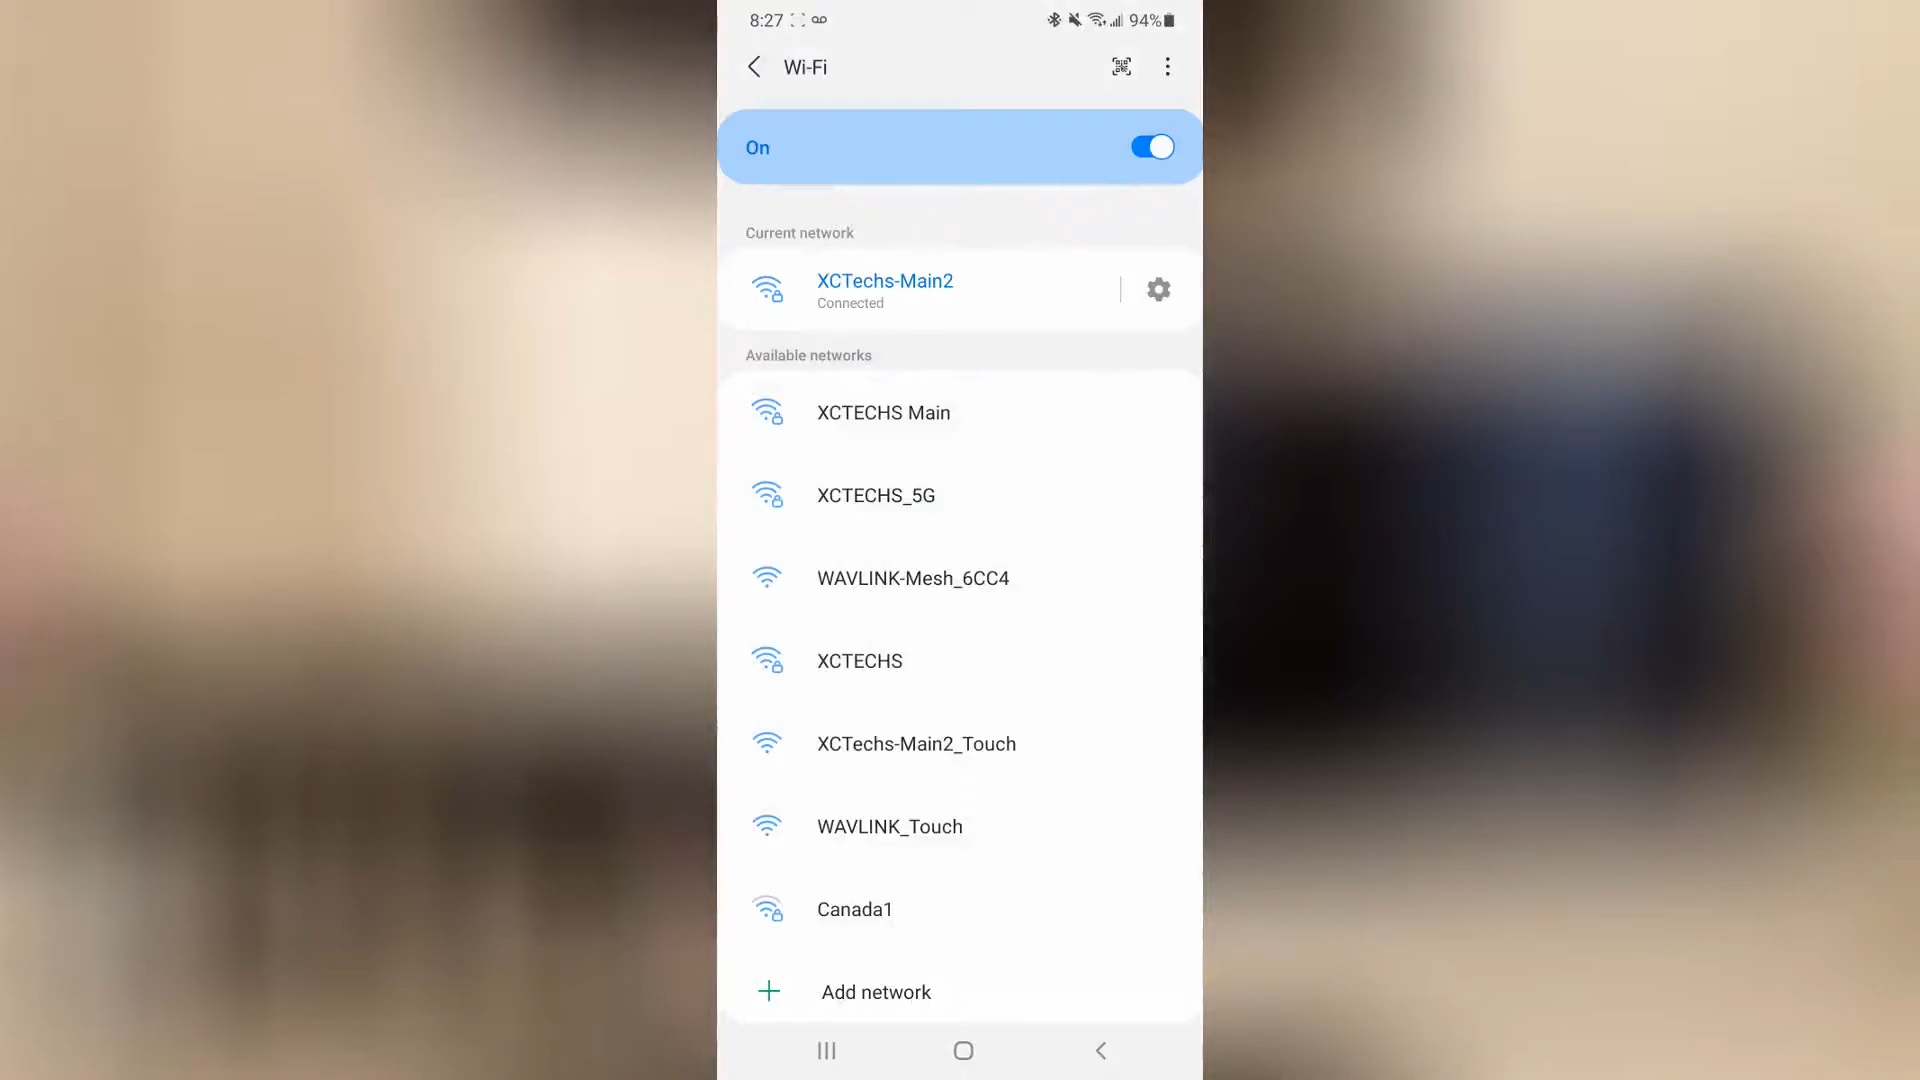 8:27 94%
Wi-Fi
On
Current network
XCTechs-Main2
Connected
Available networks
XCTECHS Main
XCTECHS_5G
WAVLINK-Mesh_6CC4
XCTECHS
XCTechs-Main2_Touch
WAVLINK_Touch
Canada1
Add network